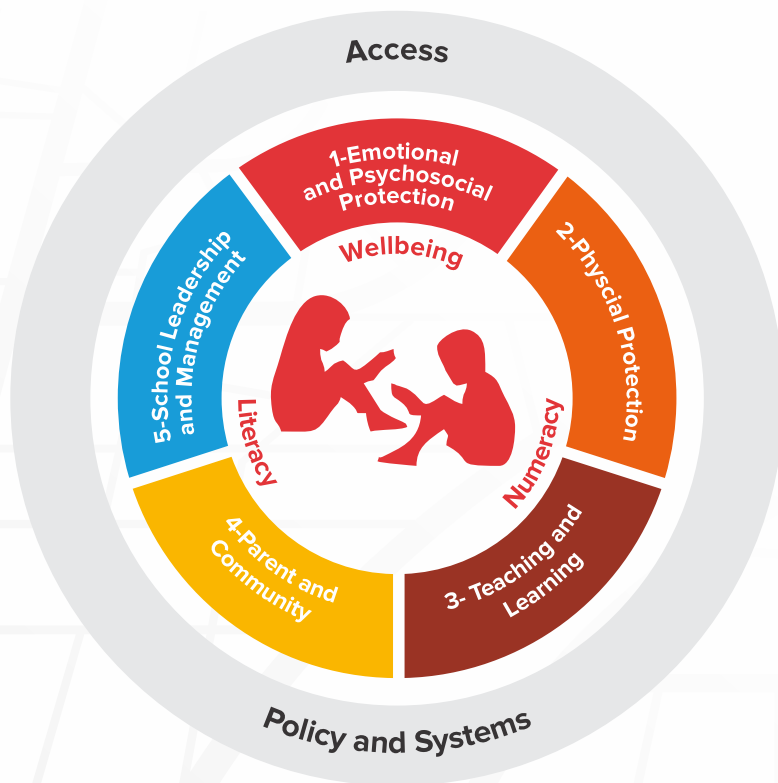 Access
1-Emotional
and Psychosocial
Protection
Wellbeing
2-Physcial Protection
5-School Leadership
and Management
Literacy
Numeracy
4-Parent and
Community
3- Teaching and
Learning
Policy and Systems